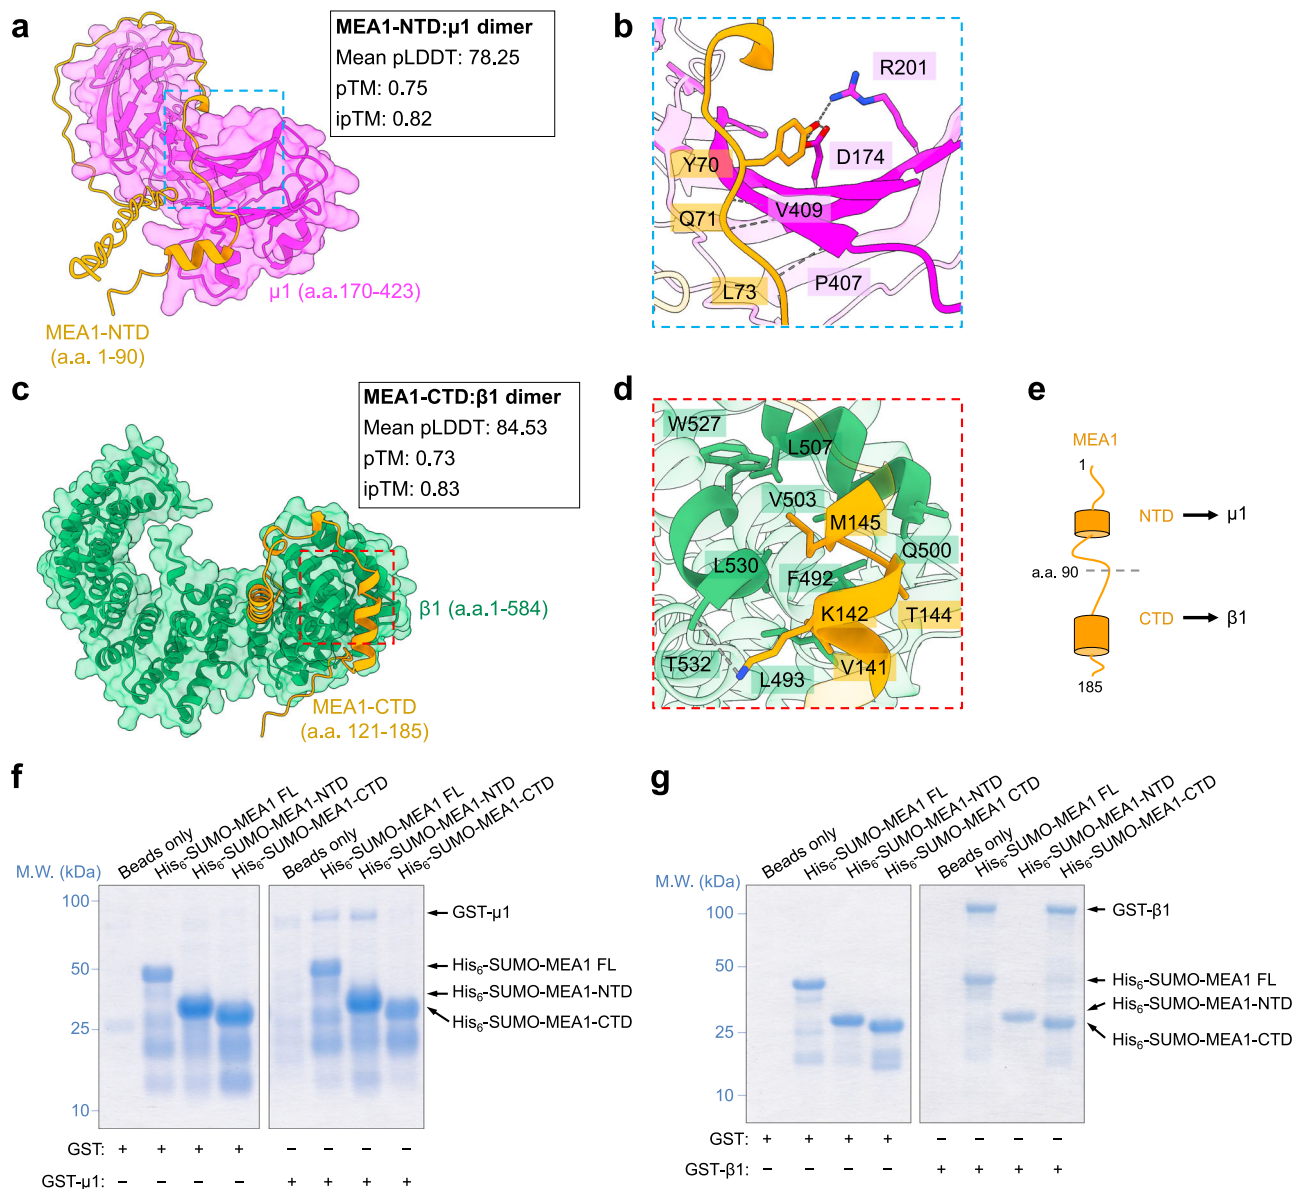 a
MEA1-NTD:µ1 dimer
Mean pLDDT: 78.25
pTM: 0.75
ipTM: 0.82
µ1 (a.a.170-423)
MEA1-NTD
(a.a. 1-90)
b
R201
D174
Y70
V409
Q71
L73
P407
c
MEA1-CTD:β1 dimer
Mean pLDDT: 84.53
pTM: 0.73
ipTM: 0.83
β1 (a.a.1-584)
MEA1-CTD
(a.a. 121-185)
d
W527
L507
V503
M145
Q500
L530
F492
K142
T144
T532
L493
V141
e
MEA1
1
NTD
µ1
a.a. 90
CTD
β1
185
f
Beads only
His6-SUMO-MEA1 FL
His6-SUMO-MEA1-NTD
His6-SUMO-MEA1-CTD
Beads only
His6-SUMO-MEA1 FL
His6-SUMO-MEA1-NTD
His6-SUMO-MEA1-CTD
M.W. (kDa)
100
50
25
10
GST-µ1
His6-SUMO-MEA1 FL
His6-SUMO-MEA1-NTD
His6-SUMO-MEA1-CTD
GST: + + + + − − − −
GST-µ1: − − − − + + + +
g
Beads only
His6-SUMO-MEA1 FL
His6-SUMO-MEA1-NTD
His6-SUMO-MEA1 CTD
Beads only
His6-SUMO-MEA1 FL
His6-SUMO-MEA1-NTD
His6-SUMO-MEA1-CTD
M.W. (kDa)
100
50
25
10
GST-β1
His6-SUMO-MEA1 FL
His6-SUMO-MEA1-NTD
His6-SUMO-MEA1-CTD
GST: + + + + − − − −
GST-β1: − − − − + + + +